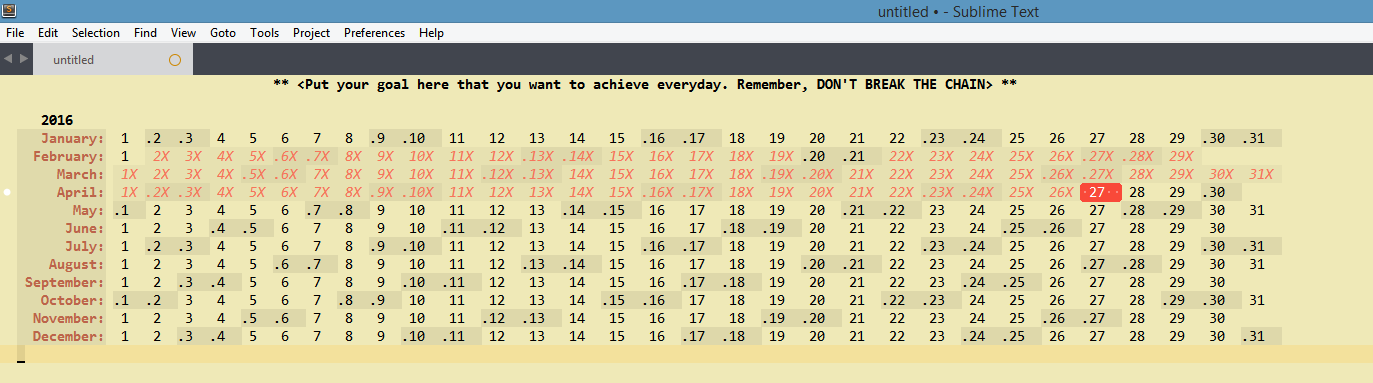 untitled • - Sublime Text
File Edit Selection Find View Goto Tools Project Preferences Help
untitled
** <Put your goal here that you want to achieve everyday. Remember, DON'T BREAK THE CHAIN> **
2016
January: 1 .2 .3 4 5 6 7 8 .9 .10 11 12 13 14 15 .16 .17 18 19 20 21 22 .23 .24 25 26 27 28 29 .30 .31
February: 1 2X 3X 4X 5X .6X .7X 8X 9X 10X 11X 12X .13X .14X 15X 16X 17X 18X 19X .20 .21 22X 23X 24X 25X 26X .27X .28X 29X
March: 1X 2X 3X 4X .5X .6X 7X 8X 9X 10X 11X .12X .13X 14X 15X 16X 17X 18X .19X .20X 21X 22X 23X 24X 25X .26X .27X 28X 29X 30X 31X
April: 1X .2X .3X 4X 5X 6X 7X 8X .9X .10X 11X 12X 13X 14X 15X .16X .17X 18X 19X 20X 21X 22X .23X .24X 25X 26X 27 28 29 .30
May: .1 2 3 4 5 6 .7 .8 9 10 11 12 13 .14 .15 16 17 18 19 20 .21 .22 23 24 25 26 27 .28 .29 30 31
June: 1 2 3 .4 .5 6 7 8 9 10 .11 .12 13 14 15 16 17 .18 .19 20 21 22 23 24 .25 .26 27 28 29 30
July: 1 .2 .3 4 5 6 7 8 .9 .10 11 12 13 14 15 .16 .17 18 19 20 21 22 .23 .24 25 26 27 28 29 .30 .31
August: 1 2 3 4 5 .6 .7 8 9 10 11 12 .13 .14 15 16 17 18 19 .20 .21 22 23 24 25 26 .27 .28 29 30 31
September: 1 2 .3 .4 5 6 7 8 9 .10 .11 12 13 14 15 16 .17 .18 19 20 21 22 23 .24 .25 26 27 28 29 30
October: .1 .2 3 4 5 6 7 .8 .9 10 11 12 13 14 .15 .16 17 18 19 20 21 .22 .23 24 25 26 27 28 .29 .30 31
November: 1 2 3 4 .5 .6 7 8 9 10 11 .12 .13 14 15 16 17 18 .19 .20 21 22 23 24 25 .26 .27 28 29 30
December: 1 2 .3 .4 5 6 7 8 9 .10 .11 12 13 14 15 16 .17 .18 19 20 21 22 23 .24 .25 26 27 28 29 30 .31